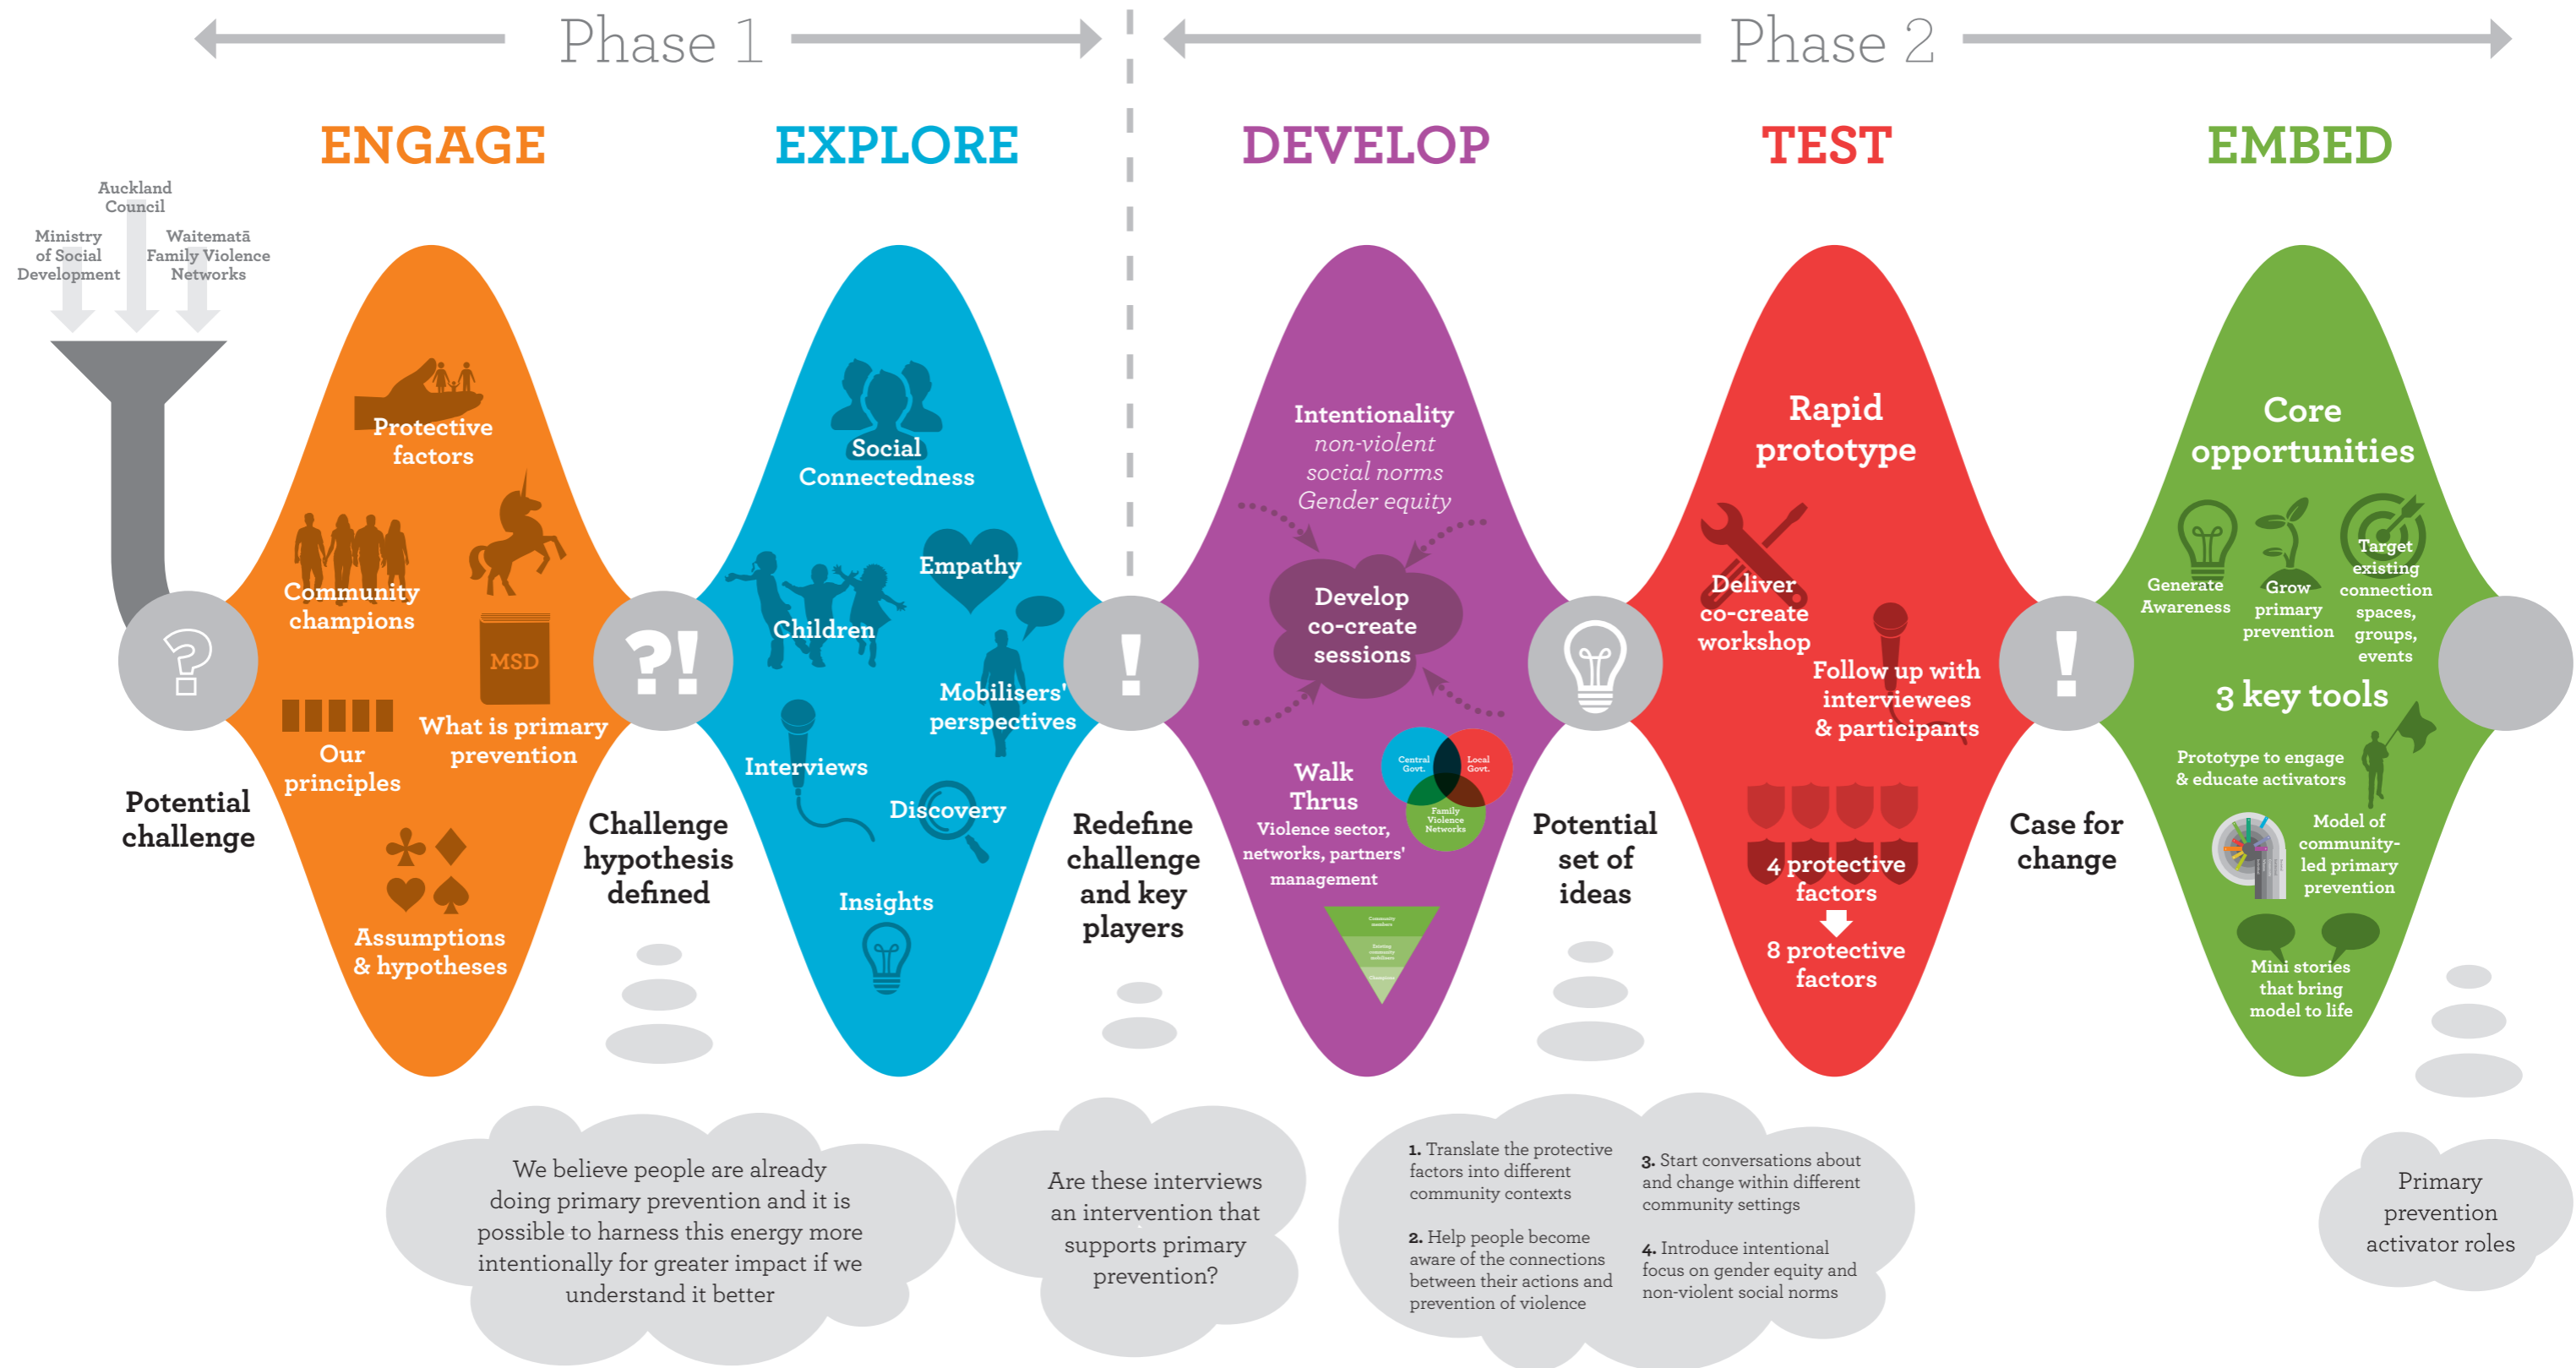 Phase 1
Phase 2
ENGAGE
EXPLORE
DEVELOP
TEST
EMBED
Auckland
Council
Ministry
of Social
Development
Waitematā
Family Violence
Networks
?
Potential
challenge
Protective
factors
Community
champions
MSD
What is primary
prevention
Our
principles
Assumptions
& hypotheses
?!
Challenge
hypothesis
defined
We believe people are already
doing primary prevention and it is
possible to harness this energy more
intentionally for greater impact if we
understand it better
Social
Connectedness
Empathy
Children
Mobilisers'
perspectives
Interviews
Discovery
Insights
!
Redefine
challenge
and key
players
Are these interviews
an intervention that
supports primary
prevention?
Intentionality
non-violent
social norms
Gender equity
Develop
co-create
sessions
Walk
Thrus
Violence sector,
networks, partners'
management
Central
Govt.
Local
Govt.
Family
Violence
Networks
Community
members
Existing
community
mobilisers
Champions
Potential
set of
ideas
1. Translate the protective
factors into different
community contexts
2. Help people become
aware of the connections
between their actions and
prevention of violence
3. Start conversations about
and change within different
community settings
4. Introduce intentional
focus on gender equity and
non-violent social norms
Rapid
prototype
Deliver
co-create
workshop
Follow up with
interviewees
& participants
4 protective
factors
8 protective
factors
!
Case for
change
Core
opportunities
Generate
Awareness
Grow
primary
prevention
Target
existing
connection
spaces,
groups,
events
3 key tools
Prototype to engage
& educate activators
Model of
community-
led primary
prevention
Mini stories
that bring
model to life
Primary
prevention
activator roles